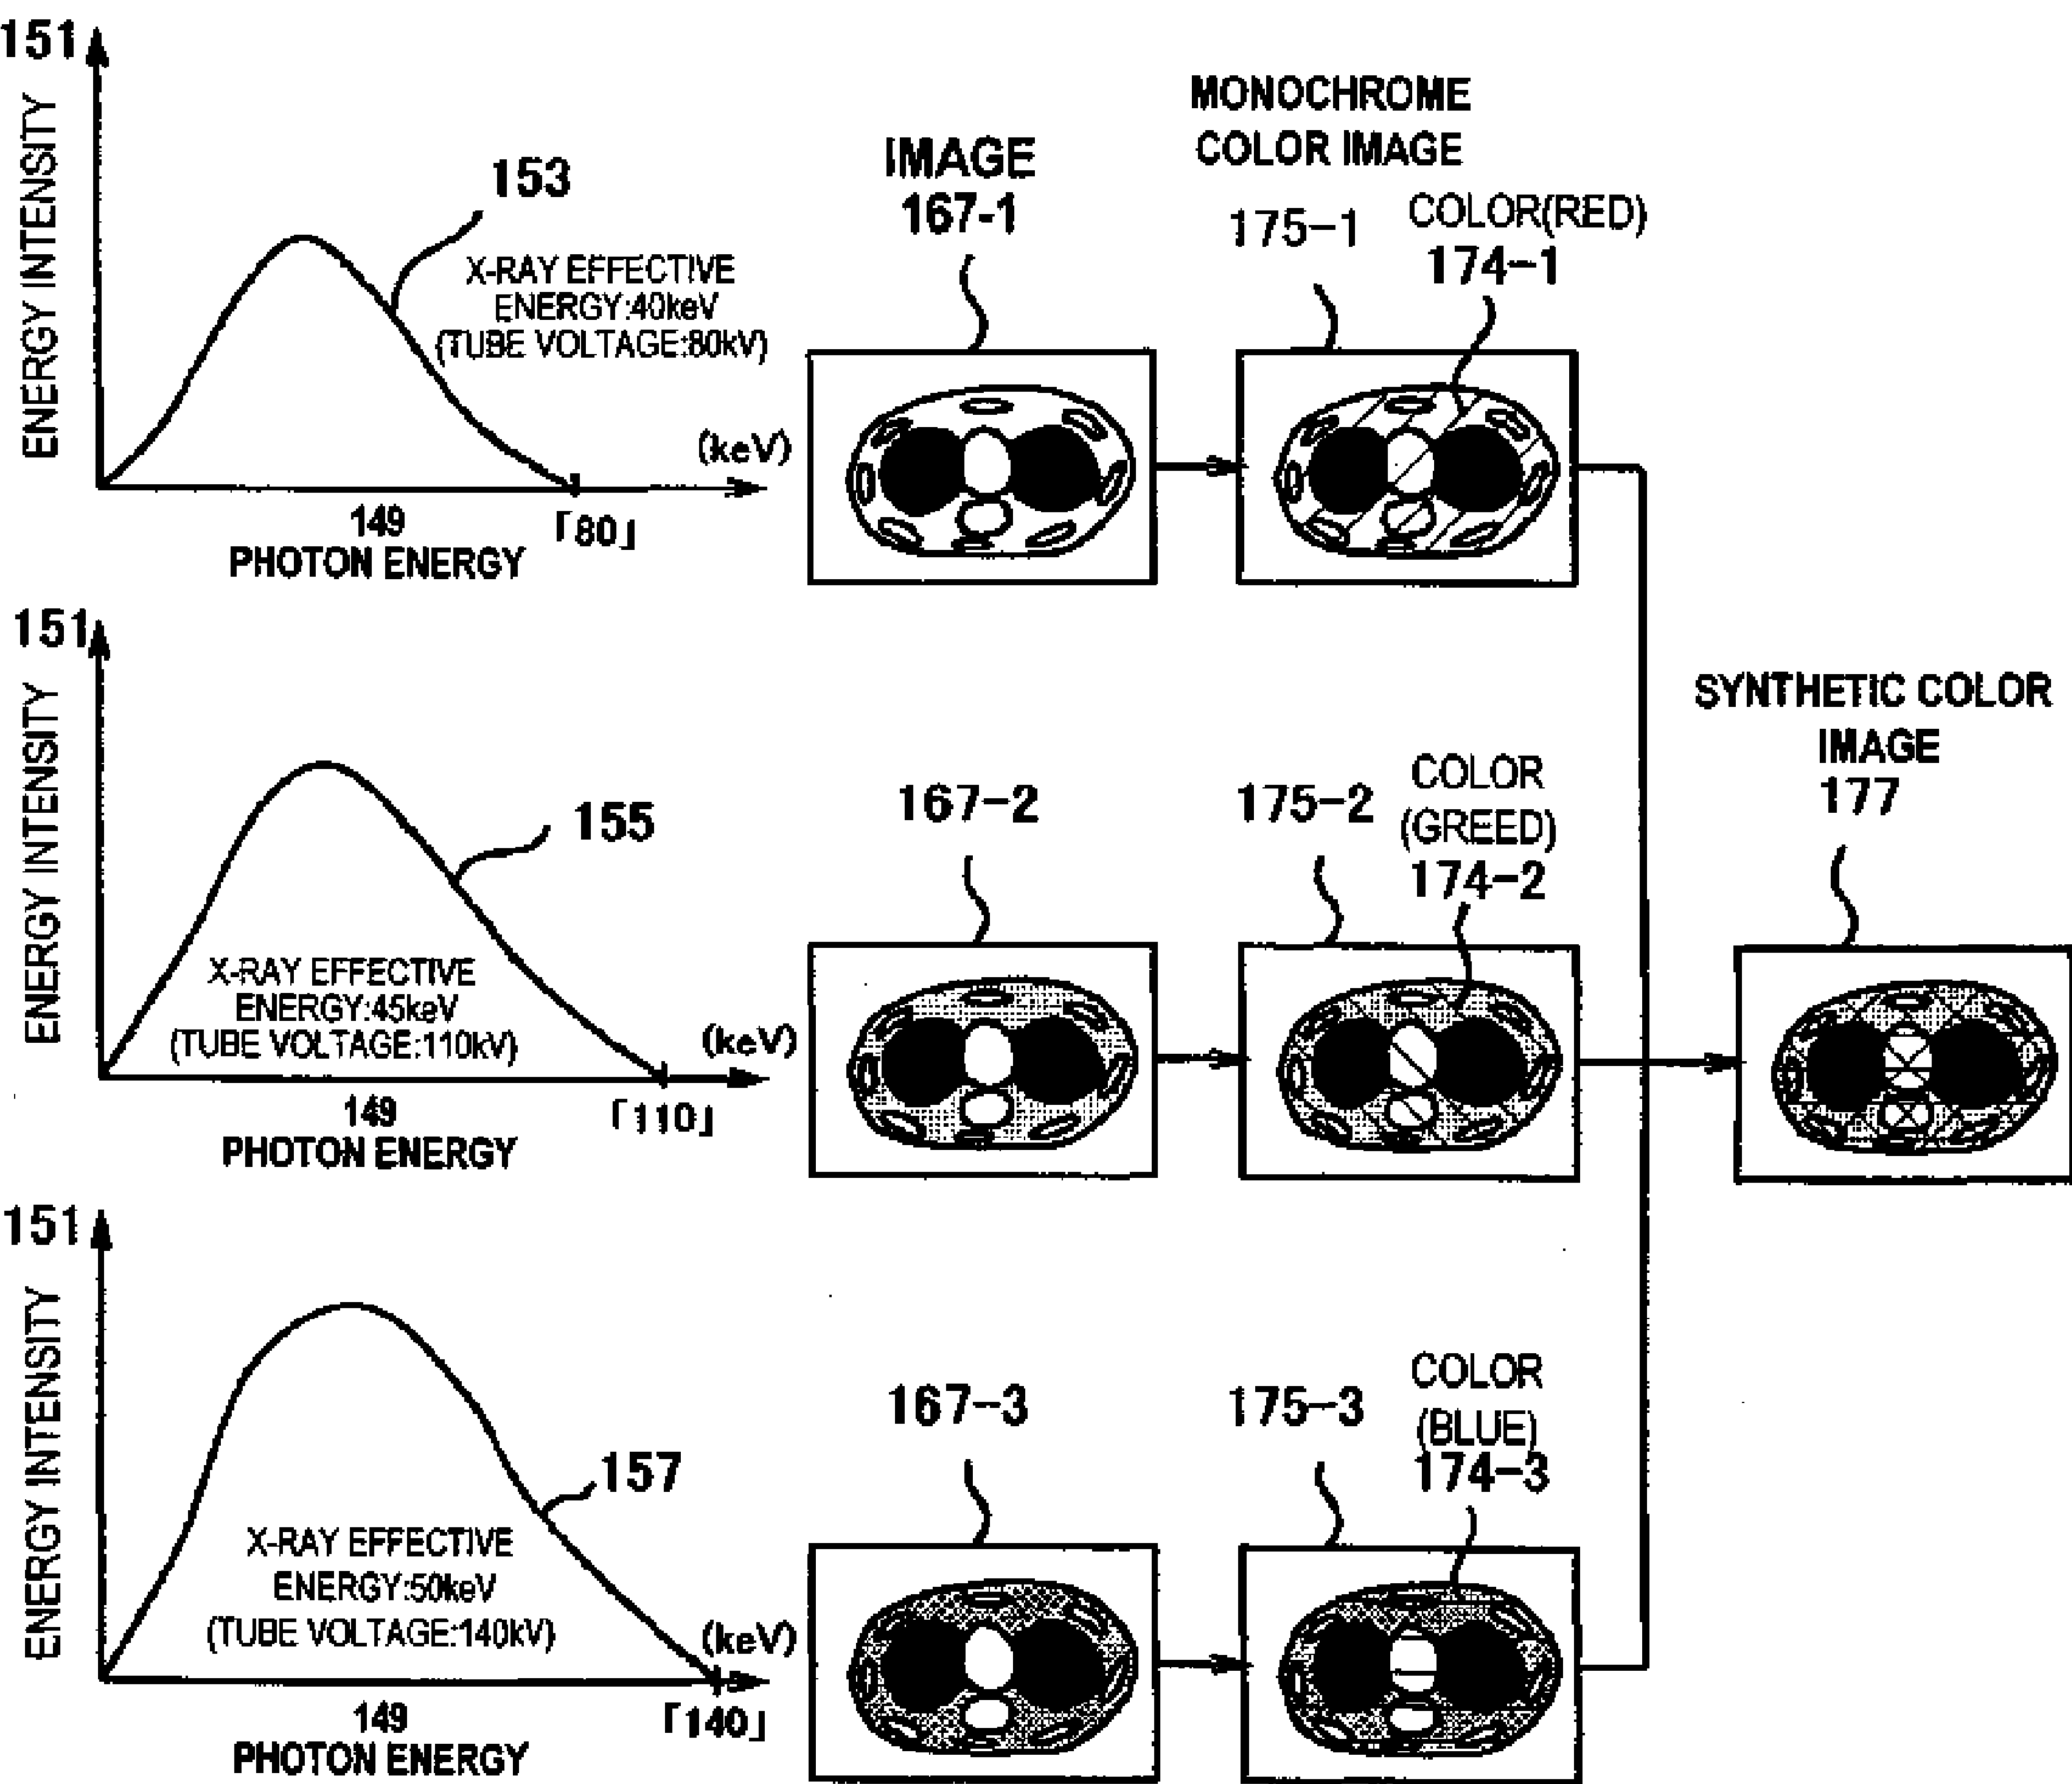 151
ENERGY INTENSITY
153
X-RAY EFFECTIVE
ENERGY:40keV
(TUBE VOLTAGE:80kV)
(keV)
149
PHOTON ENERGY
「80」
IMAGE
167-1
MONOCHROME
COLOR IMAGE
175-1
COLOR(RED)
174-1
151
ENERGY INTENSITY
155
X-RAY EFFECTIVE
ENERGY:45keV
(TUBE VOLTAGE:110kV)
(keV)
149
PHOTON ENERGY
「110」
167-2
175-2
COLOR
(GREED)
174-2
SYNTHETIC COLOR
IMAGE
177
151
ENERGY INTENSITY
157
X-RAY EFFECTIVE
ENERGY:50keV
(TUBE VOLTAGE:140kV)
(keV)
149
PHOTON ENERGY
「140」
167-3
175-3
COLOR
(BLUE)
174-3